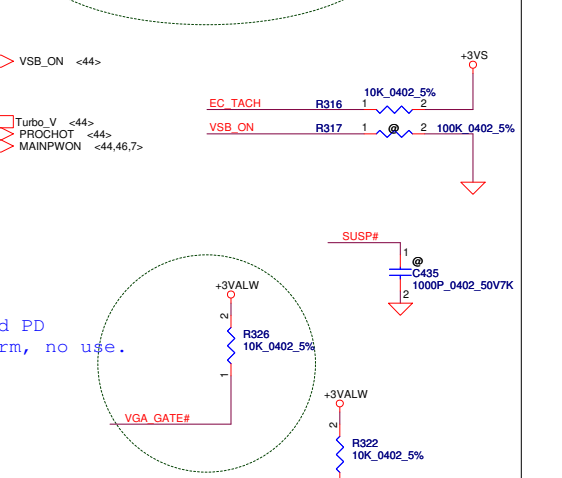 +3VS
VSB_ON <44>
10K_0402_5%
EC_TACH R316 1 2
Turbo_V <44>
VSB_ON R317 1 @ 2 100K_0402_5%
PROCHOT <44>
MAINPWON <44,46,7>
SUSP#
1
@
C435
1000P_0402_50V7K
2
+3VALW
2
d PD
R326
rm, no use.
10K_0402_5%
1
+3VALW
VGA_GATE#
2
R322
10K_0402_5%